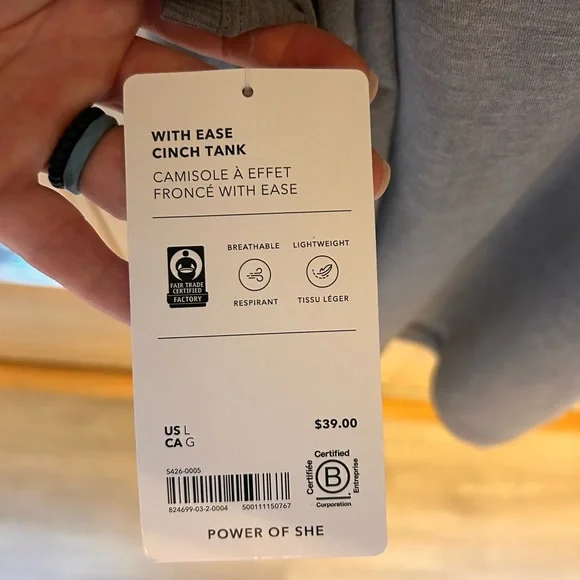 WITH EASE
CINCH TANK
CAMISOLE À EFFET
FRONCÉ WITH EASE
FAIR TRADE
CERTIFIED
FACTORY
BREATHABLE
RESPIRANT
LIGHTWEIGHT
TISSU LÉGER
US L
CA G
$39.00
S426-0005
824699-03-2-0004 500111150767
Certified
Certifiée
B
Entreprise
Corporation
POWER OF SHE